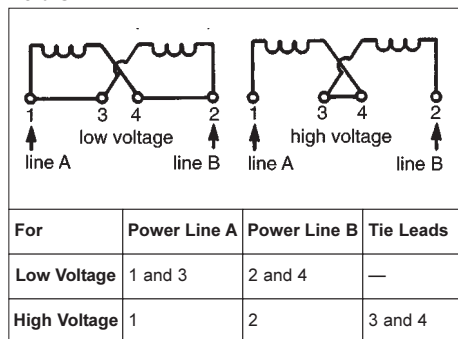 1 3 4 2 1 3 4 2
low voltage high voltage
line A line B line A line B
For Power Line A Power Line B Tie Leads
Low Voltage 1 and 3 2 and 4 —
High Voltage 1 2 3 and 4